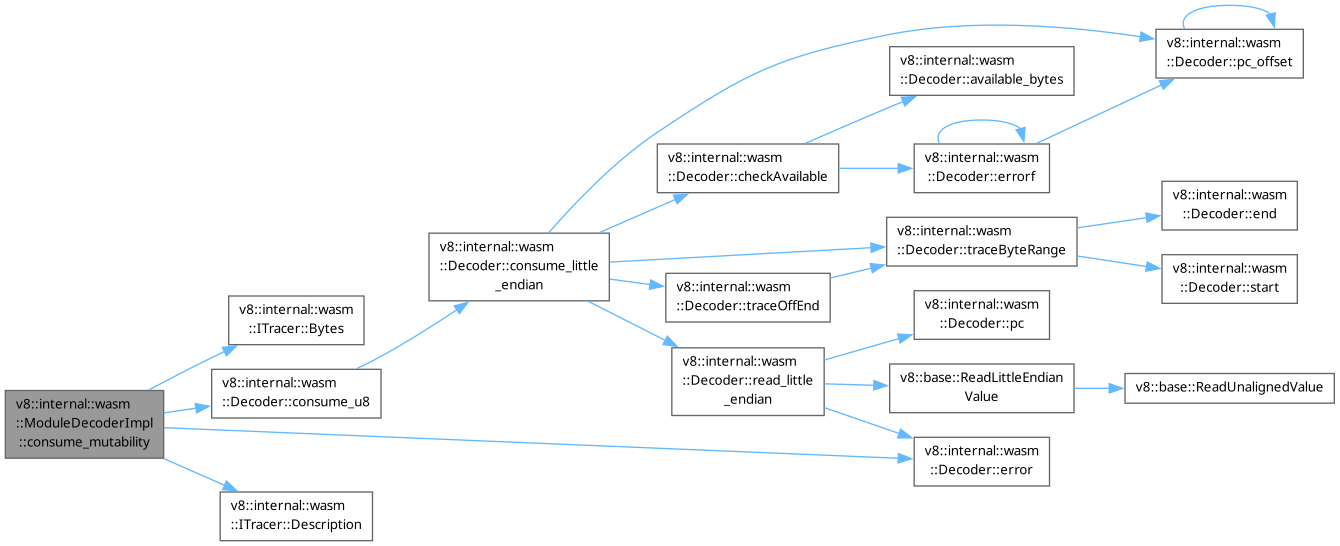 v8::internal::wasm
::ModuleDecoderImpl
::consume_mutability
v8::internal::wasm
::ITracer::Bytes
v8::internal::wasm
::Decoder::consume_u8
v8::internal::wasm
::ITracer::Description
v8::internal::wasm
::Decoder::consume_little
_endian
v8::internal::wasm
::Decoder::checkAvailable
v8::internal::wasm
::Decoder::traceOffEnd
v8::internal::wasm
::Decoder::read_little
_endian
v8::internal::wasm
::Decoder::available_bytes
v8::internal::wasm
::Decoder::errorf
v8::internal::wasm
::Decoder::traceByteRange
v8::internal::wasm
::Decoder::pc
v8::base::ReadLittleEndian
Value
v8::internal::wasm
::Decoder::error
v8::internal::wasm
::Decoder::pc_offset
v8::internal::wasm
::Decoder::end
v8::internal::wasm
::Decoder::start
v8::base::ReadUnalignedValue